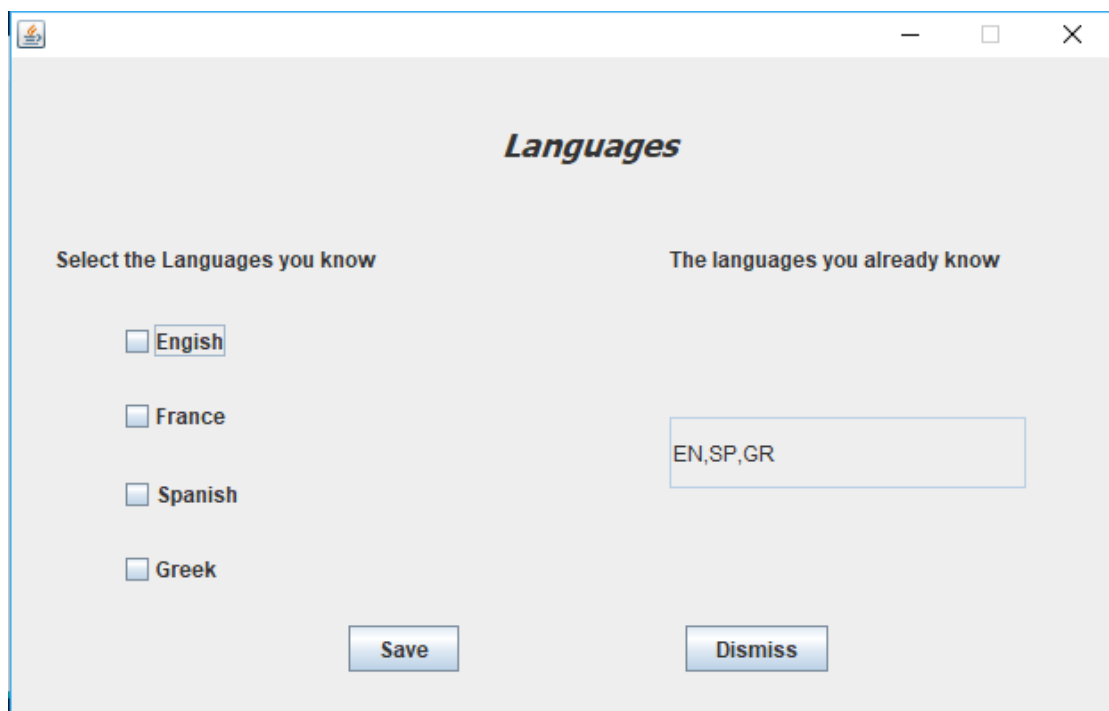 Languages
Select the Languages you know
The languages you already know
Engish
France
EN,SP,GR
Spanish
Greek
Save
Dismiss